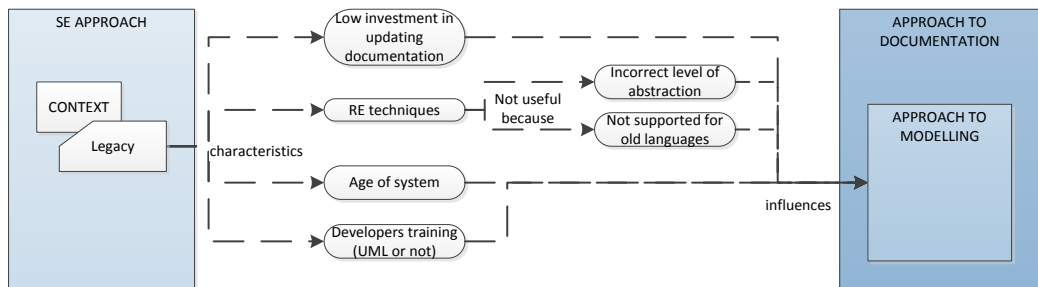 SE APPROACH
CONTEXT
Legacy
characteristics
Low investment in
updating
documentation
RE techniques
Not useful
because
Incorrect level of
abstraction
Not supported for
old languages
Age of system
Developers training
(UML or not)
influences
APPROACH TO
DOCUMENTATION
APPROACH TO
MODELLING